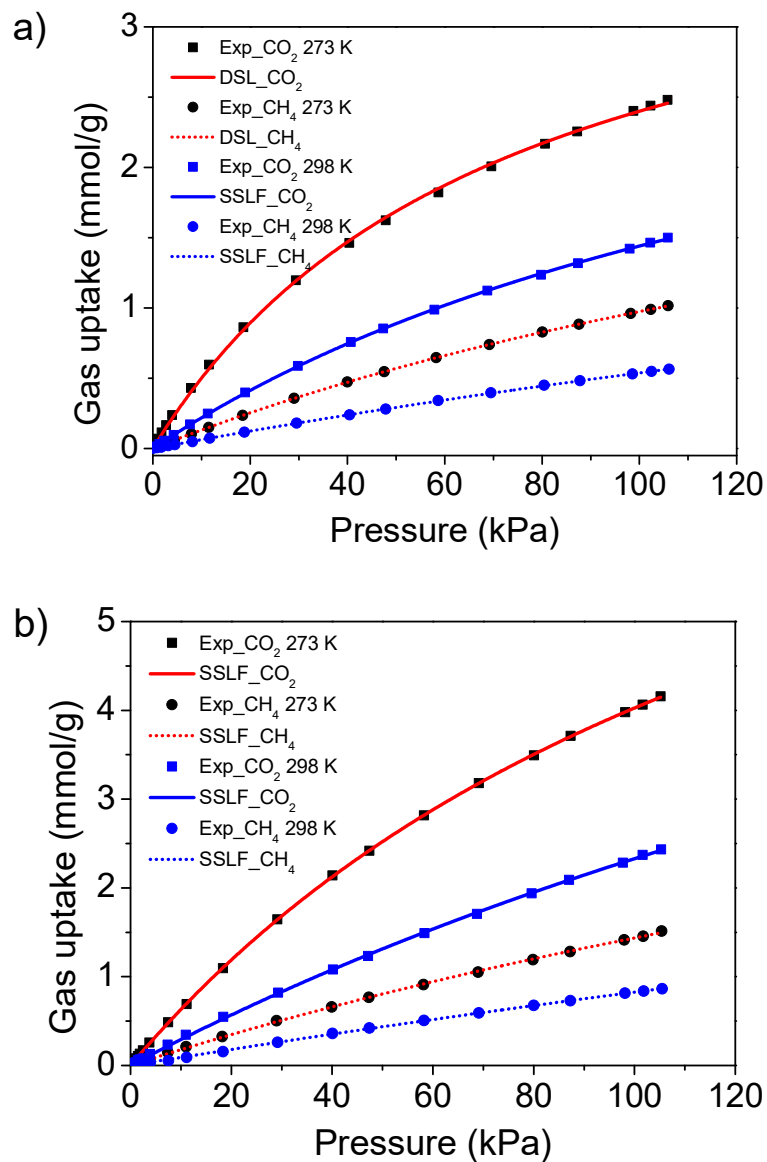 a)
3
2
1
0
Gas uptake (mmol/g)
Exp_CO₂ 273 K
DSL_CO₂
Exp_CH₄ 273 K
DSL_CH₄
Exp_CO₂ 298 K
SSLF_CO₂
Exp_CH₄ 298 K
SSLF_CH₄
0 20 40 60 80 100 120
Pressure (kPa)
b)
5
4
3
2
1
0
Gas uptake (mmol/g)
Exp_CO₂ 273 K
SSLF_CO₂
Exp_CH₄ 273 K
SSLF_CH₄
Exp_CO₂ 298 K
SSLF_CO₂
Exp_CH₄ 298 K
SSLF_CH₄
0 20 40 60 80 100 120
Pressure (kPa)